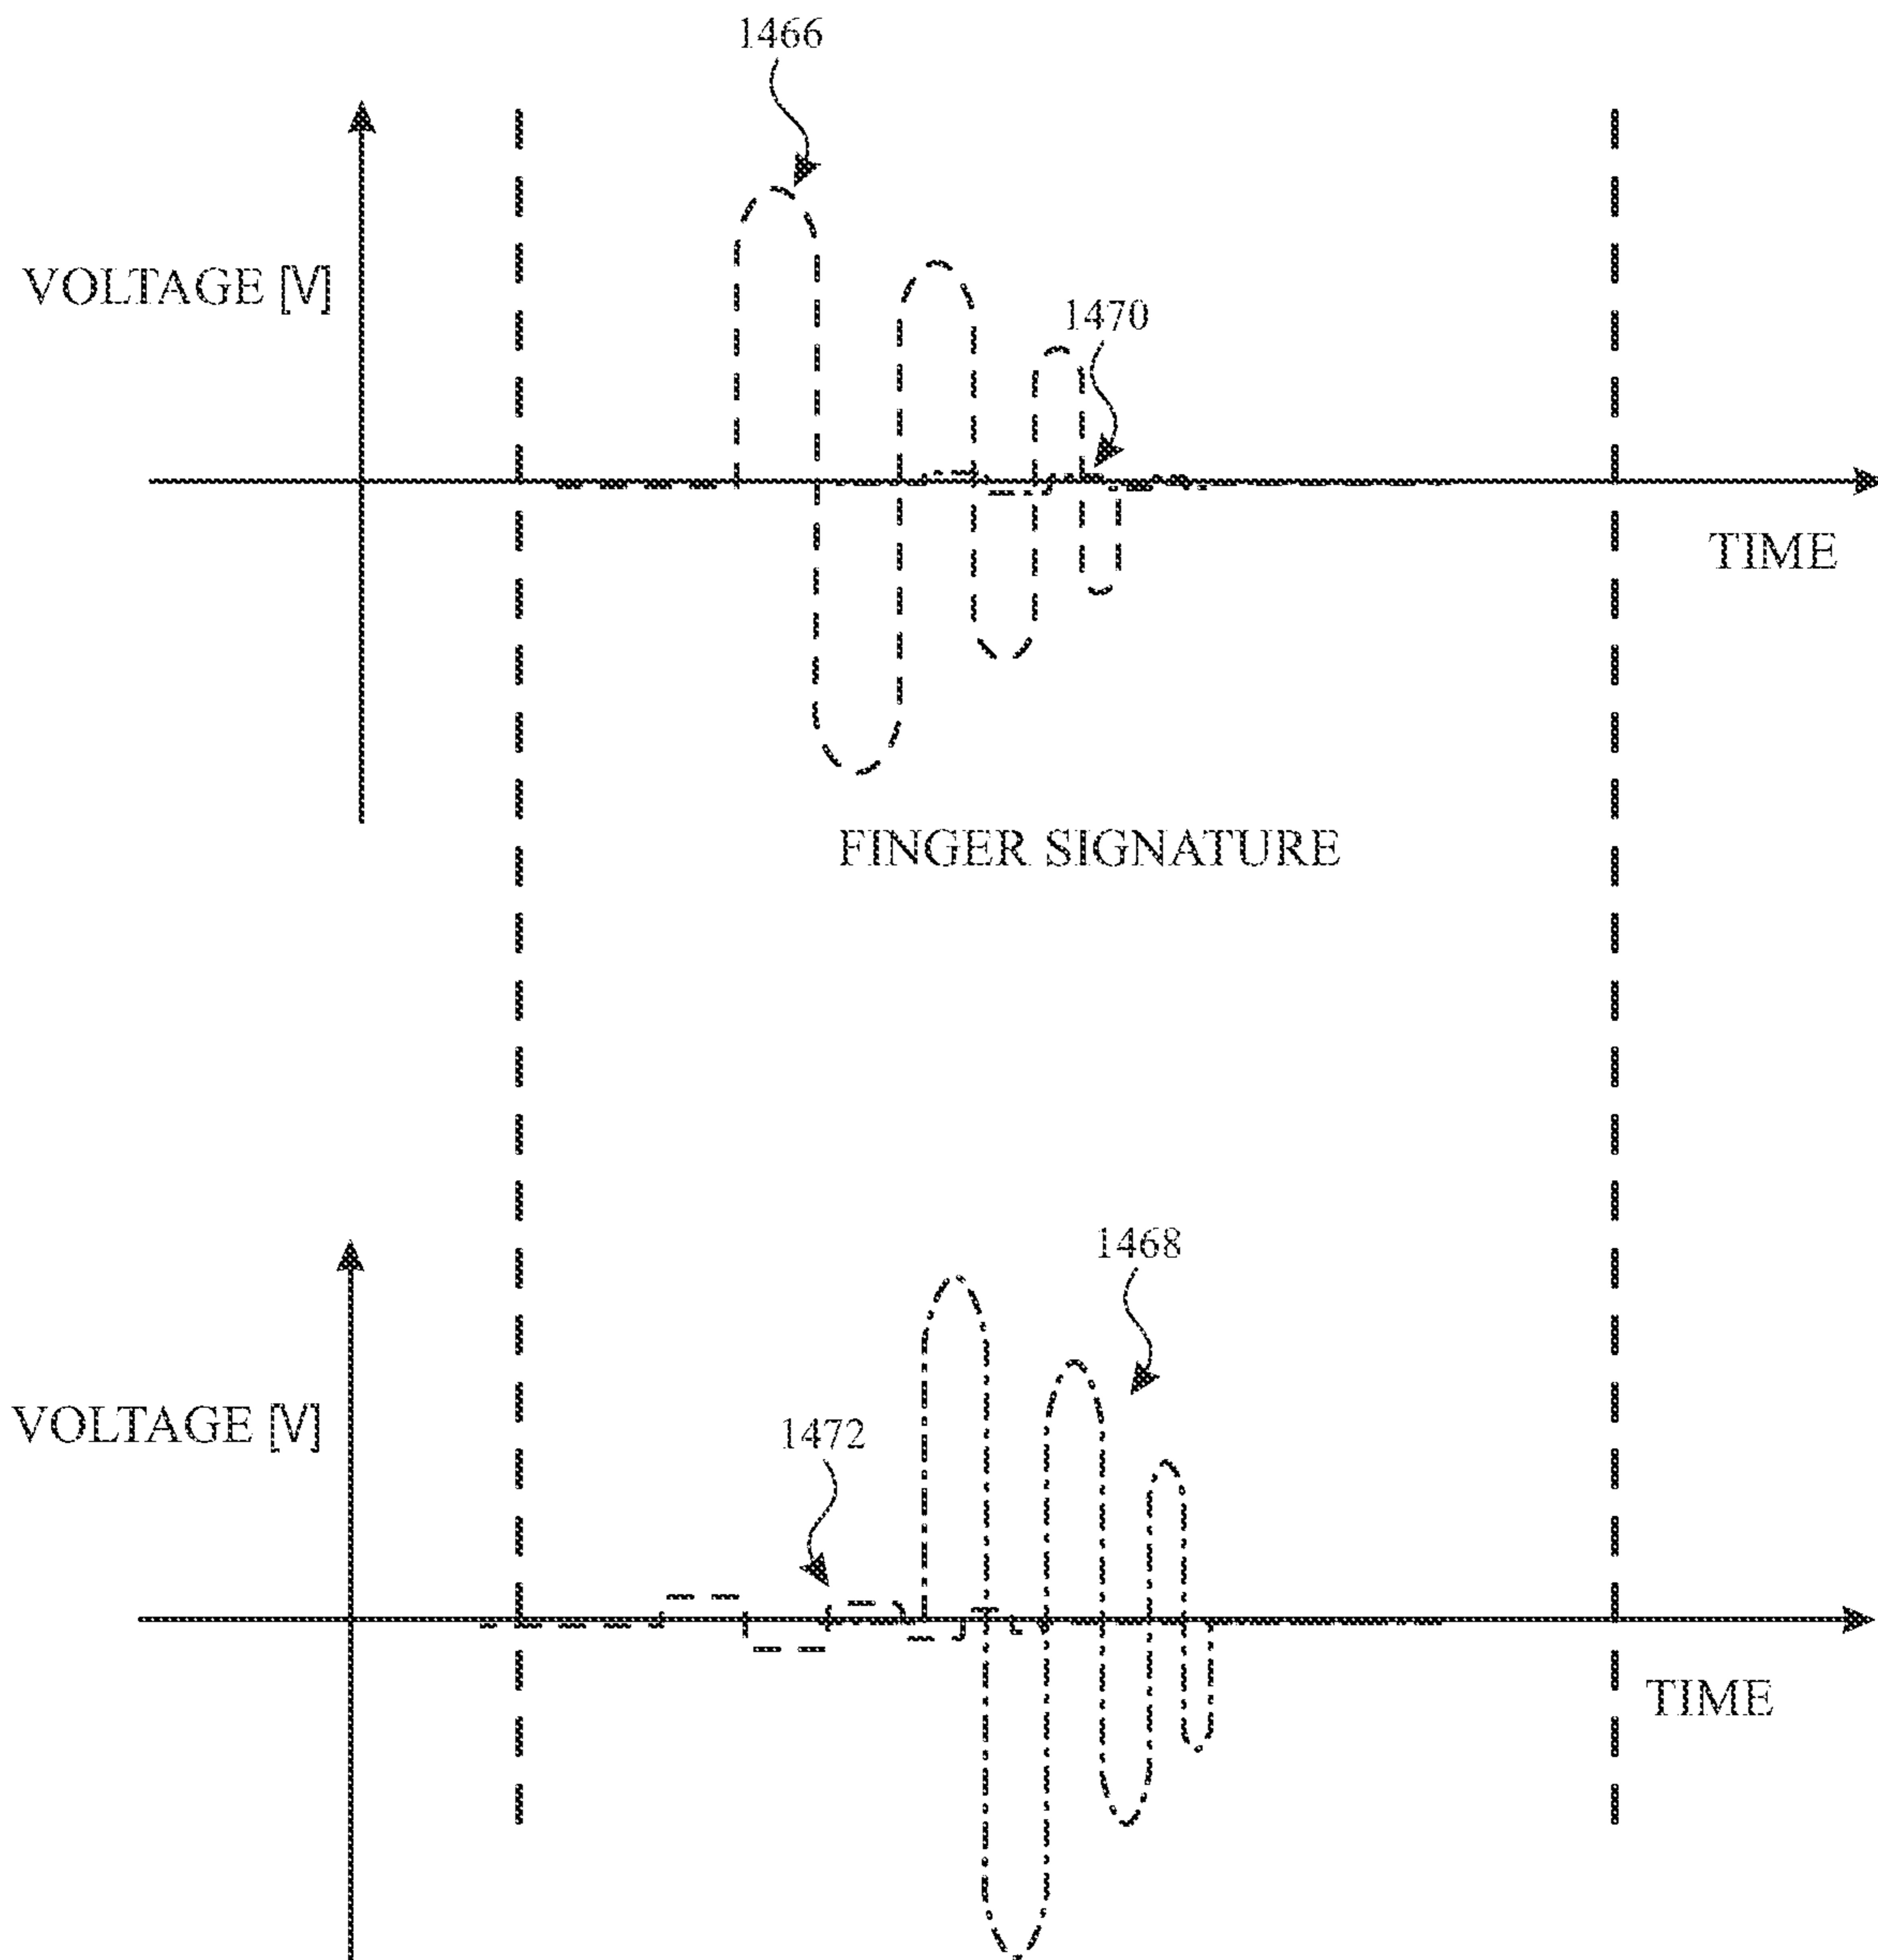 1466
VOLTAGE [V]
1470
TIME
FINGER SIGNATURE
1468
VOLTAGE [V]
1472
TIME